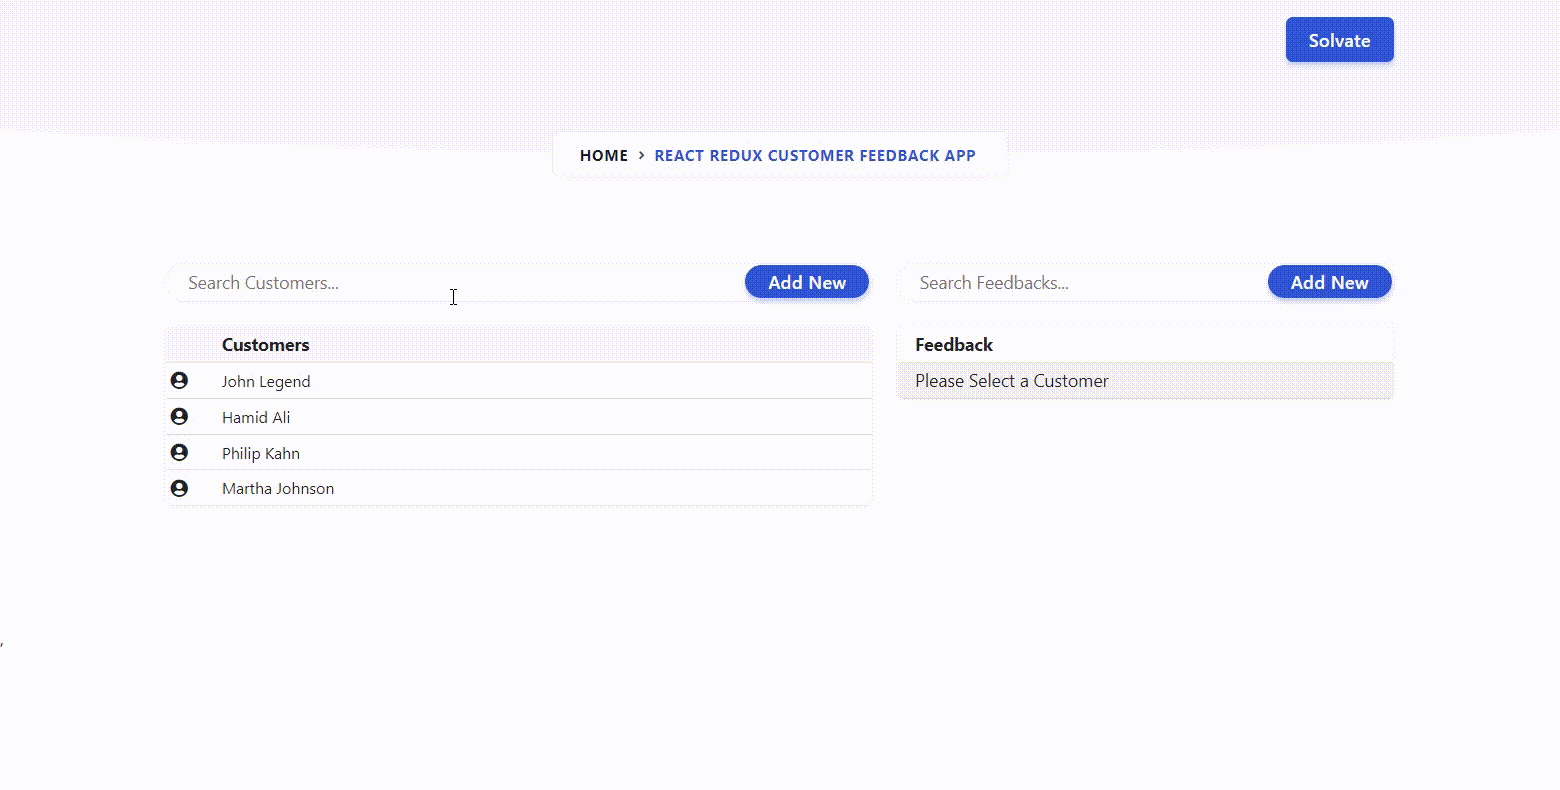 Solvate
HOME › REACT REDUX CUSTOMER FEEDBACK APP
Search Customers...
Add New
Search Feedbacks...
Add New
Customers
John Legend
Hamid Ali
Philip Kahn
Martha Johnson
Feedback
Please Select a Customer
,